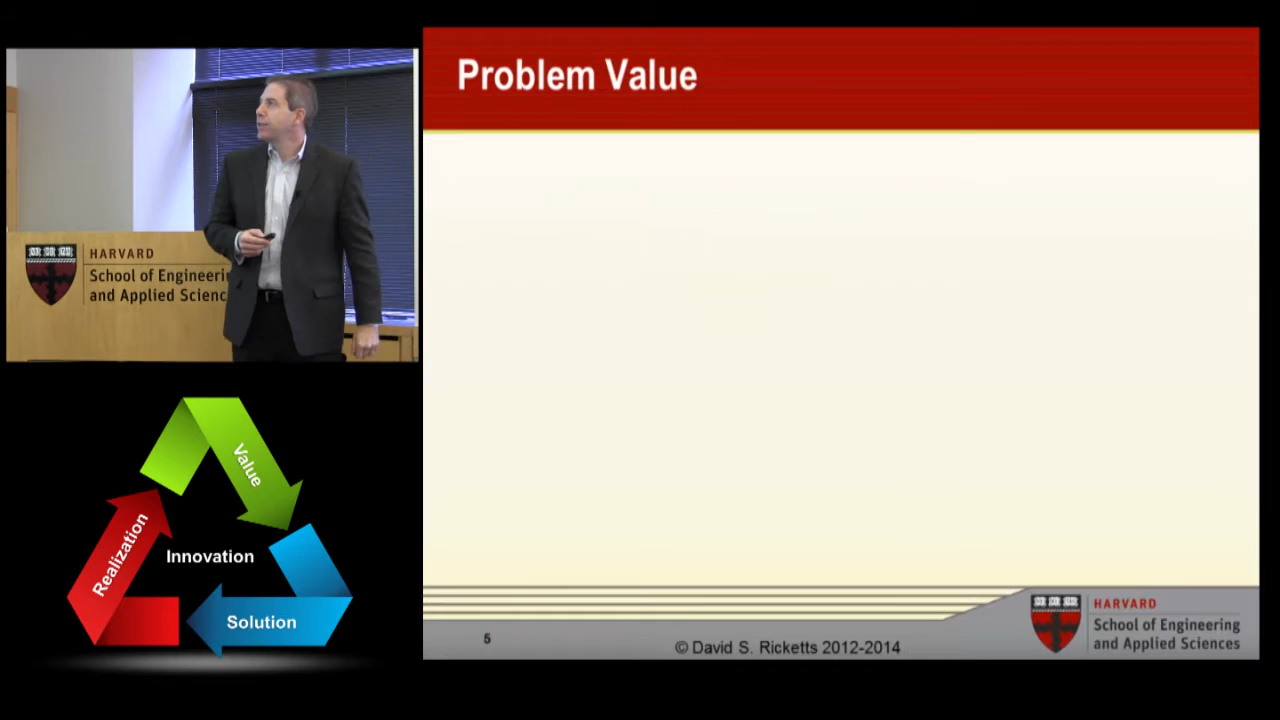 Problem Value
HARVARD
School of Engineering
and Applied Sciences
Value
Realization
Innovation
Solution
5
© David S. Ricketts 2012-2014
HARVARD
School of Engineering
and Applied Sciences